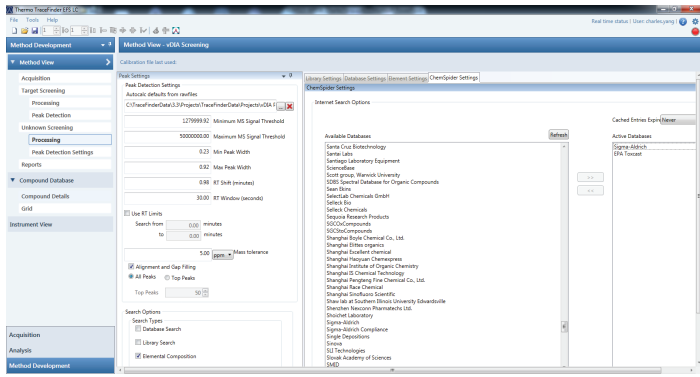 Thermo TraceFinder EFS LC
File Tools Help
Real time status | User: charles.yang
Method Development
Method View - vDIA Screening
Method View
Calibration file last used:
Acquisition
Target Screening
Processing
Peak Detection
Unknown Screening
Processing
Peak Detection Settings
Reports
Compound Database
Compound Details
Grid
Instrument View
Acquisition
Analysis
Method Development
Peak Settings
Peak Detection Settings
Autocalc defaults from rawfiles:
C:\TraceFinderData\3.3\Projects\TraceFinderData\Projects\vDIA F
1279999.92 Minimum MS Signal Threshold
50000000.00 Maximum MS Signal Threshold
0.23 Min Peak Width
0.92 Max Peak Width
0.98 RT Shift (minutes)
30.00 RT Window (seconds)
Use RT Limits
Search from 0.00 minutes
to 0.00 minutes
5.00 ppm Mass tolerance
Alignment and Gap Filling
All Peaks Top Peaks
Top Peaks 50
Search Options
Search Types
Database Search
Library Search
Elemental Composition
Library Settings Database Settings Element Settings ChemSpider Settings
ChemSpider Settings
Internet Search Options
Cached Entries Expire Never
Available Databases Refresh Active Databases
Santa Cruz Biotechnology
Santai Labs
Santiago Laboratory Equipment
ScienceBase
Scott group, Warwick University
SDBS Spectral Database for Organic Compounds
Sean Ekins
SelectLab Chemicals GmbH
Selleck Bio
Selleck Chemicals
Sequoia Research Products
SGCOxCompounds
SGCStoCompounds
Shanghai Boyle Chemical Co., Ltd.
Shanghai Elittes organics
Shanghai Excellent chemical
Shanghai Haoyuan Chemexpress
Shanghai Institute of Organic Chemistry
Shanghai IS Chemical Technology
Shanghai Pengteng Fine Chemical Co., Ltd.
Shanghai Race Chemical
Shanghai Sinofluoro Scientific
Shaw lab at Southern Illinois University Edwardsville
Shenzhen Nexconn Pharmatechs Ltd.
Shoichet Laboratory
Sigma-Aldrich
Sigma-Aldrich Compliance
Single Depositions
Sinova
SLI Technologies
Slovak Academy of Sciences
SMID
>>
<<
Sigma-Aldrich
EPA Toxcast